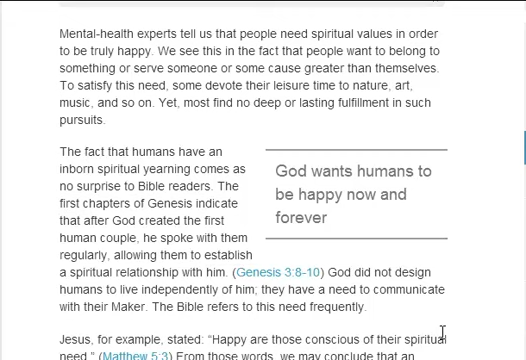 Mental-health experts tell us that people need spiritual values in order
to be truly happy. We see this in the fact that people want to belong to
something or serve someone or some cause greater than themselves.
To satisfy this need, some devote their leisure time to nature, art,
music, and so on. Yet, most find no deep or lasting fulfillment in such
pursuits.
The fact that humans have an
inborn spiritual yearning comes as
no surprise to Bible readers. The
first chapters of Genesis indicate
that after God created the first
human couple, he spoke with them
regularly, allowing them to establish
God wants humans to
be happy now and
forever
a spiritual relationship with him. (Genesis 3:8-10) God did not design
humans to live independently of him; they have a need to communicate
with their Maker. The Bible refers to this need frequently.
Jesus, for example, stated: “Happy are those conscious of their spiritual
need.” (Matthew 5:3) From those words, we may conclude that an